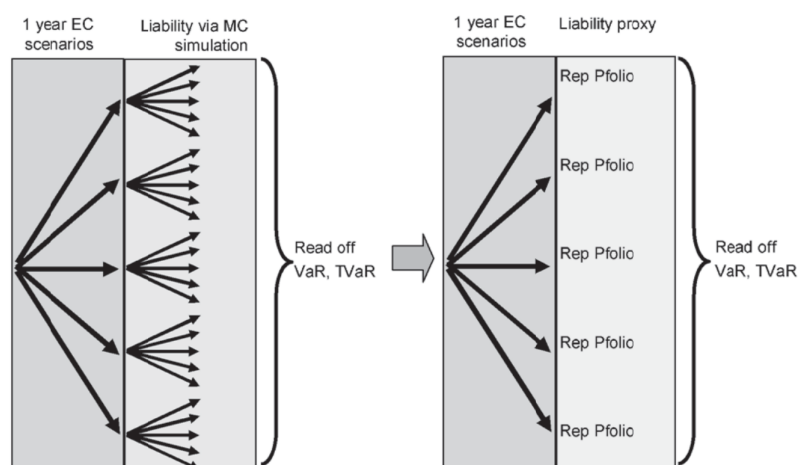 1 year EC
scenarios
Liability via MC
simulation
Read off
VaR, TVaR
1 year EC
scenarios
Liability proxy
Rep Pfolio
Rep Pfolio
Rep Pfolio
Rep Pfolio
Rep Pfolio
Read off
VaR, TVaR